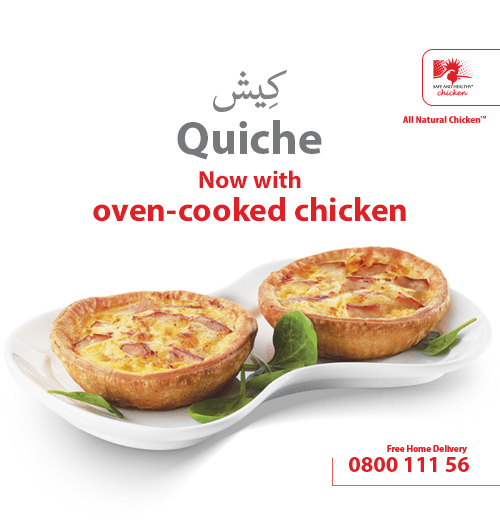 كِيش
Quiche
Now with
oven-cooked chicken
SAFE AND HEALTHY
chicken
All Natural Chicken™
Free Home Delivery
0800 111 56